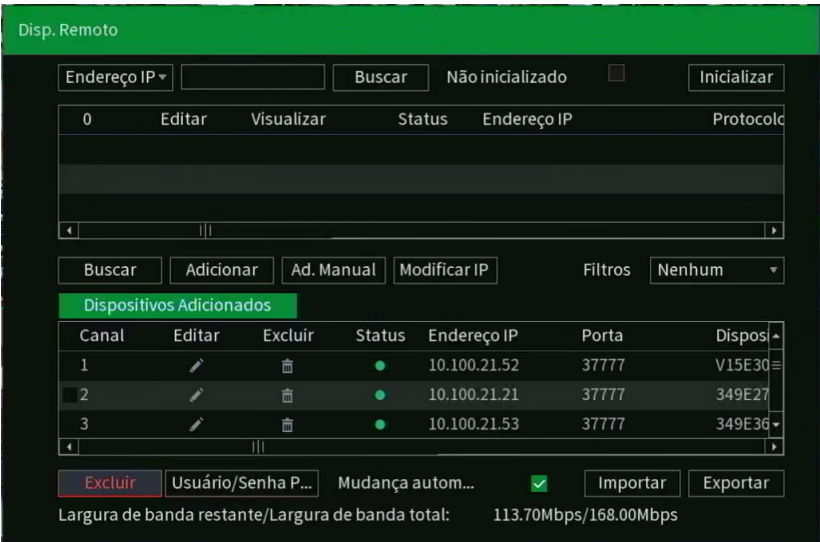 Disp. Remoto
Endereço IP Buscar Não inicializado Inicializar
0 Editar Visualizar Status Endereço IP Protocolo
Buscar Adicionar Ad. Manual Modificar IP Filtros Nenhum
Dispositivos Adicionados
Canal Editar Excluir Status Endereço IP Porta Disposi
1 10.100.21.52 37777 V15E30
2 10.100.21.21 37777 349E27
3 10.100.21.53 37777 349E36
Excluir Usuário/Senha P... Mudança autom... Importar Exportar
Largura de banda restante/Largura de banda total: 113.70Mbps/168.00Mbps